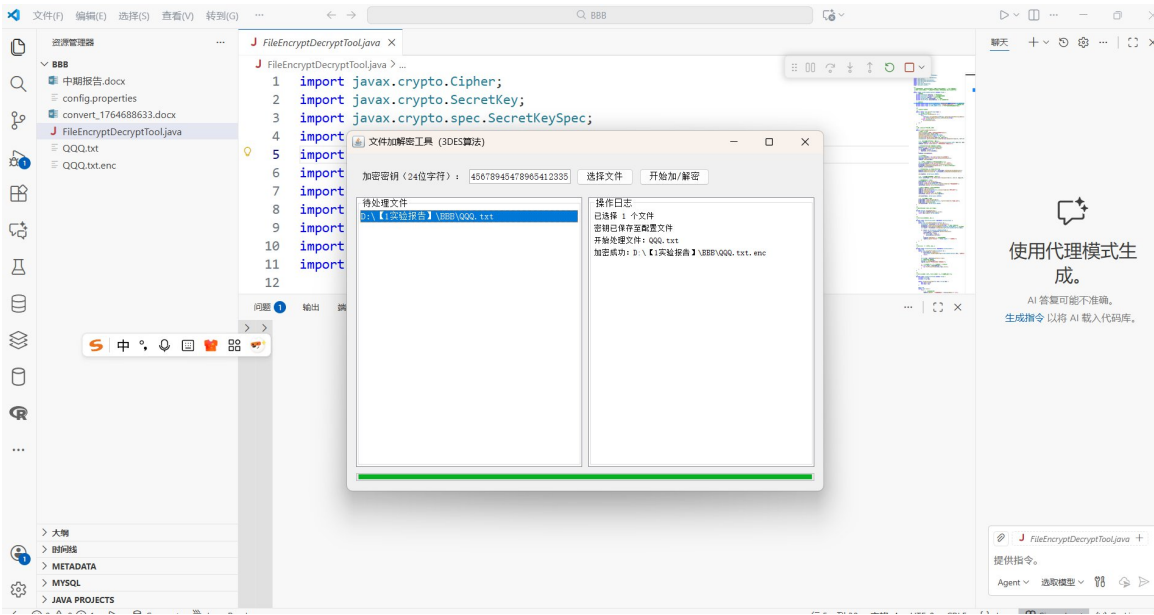 文件(F) 编辑(E) 选择(S) 查看(V) 转到(G) ... BBB
资源管理器 ...
BBB
中期报告.docx
config.properties
convert_1764688633.docx
FileEncryptDecryptTool.java
QQQ.txt
QQQ.txt.enc
大纲
时间线
METADATA
MYSQL
JAVA PROJECTS
J FileEncryptDecryptTool.java
J FileEncryptDecryptTool.java > ...
1 import javax.crypto.Cipher;
2 import javax.crypto.SecretKey;
3 import javax.crypto.spec.SecretKeySpec;
4 import
5 import
6 import
7 import
8 import
9 import
10 import
11 import
12
问题 1 输出
中
文件加解密工具（3DES算法）
加密密钥（24位字符）: 45678945478965412335 选择文件 开始加/解密
待处理文件
D:\【1实验报告】\BBB\QQQ.txt
操作日志
已选择 1 个文件
密钥已保存至配置文件
开始处理文件: QQQ.txt
加密成功: D:\【1实验报告】\BBB\QQQ.txt.enc
聊天
使用代理模式生
成。
AI 答复可能不准确。
生成指令 以将 AI 载入代码库。
J FileEncryptDecryptTool.java
提供指令。
Agent 选取模型